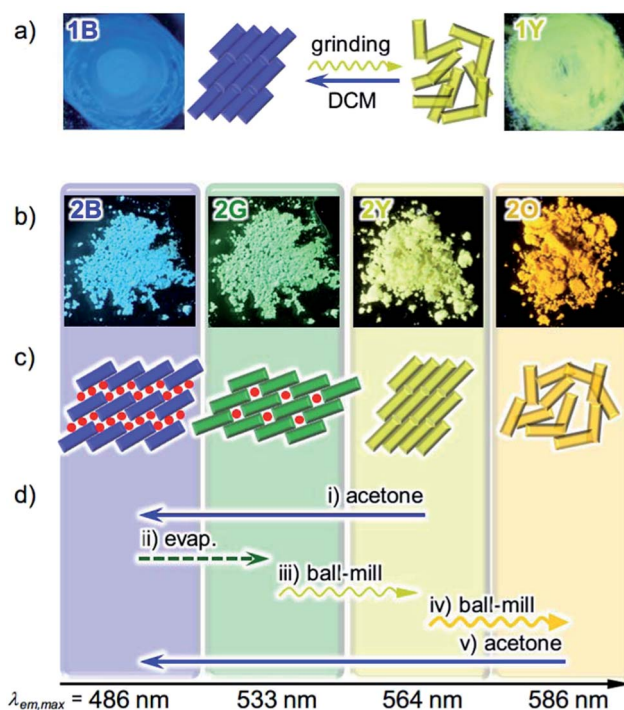 a)
1B
grinding
DCM
1Y
b)
2B
2G
2Y
2O
c)
d)
i) acetone
ii) evap.
iii) ball-mill
iv) ball-mill
v) acetone
λem,max = 486 nm 533 nm 564 nm 586 nm